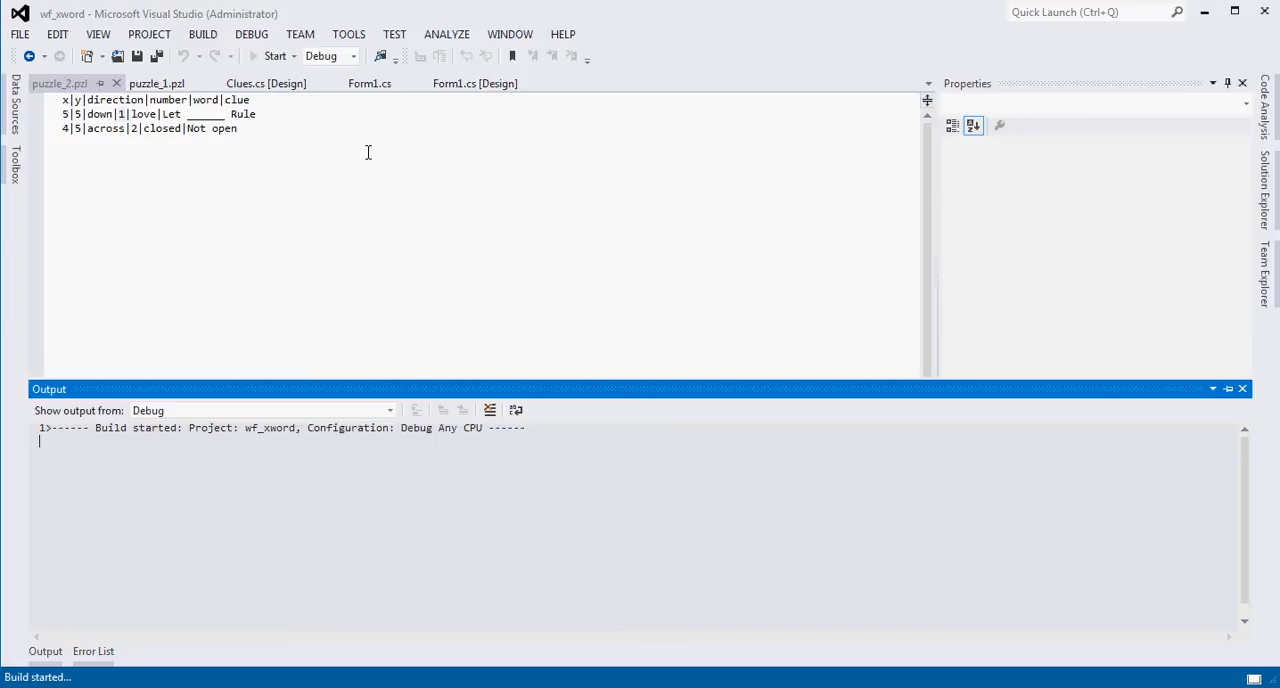 wf_xword - Microsoft Visual Studio (Administrator)
Quick Launch (Ctrl+Q)
FILE EDIT VIEW PROJECT BUILD DEBUG TEAM TOOLS TEST ANALYZE WINDOW HELP
Start Debug
puzzle_2.pzl puzzle_1.pzl Clues.cs [Design] Form1.cs Form1.cs [Design]
Properties
Data Sources
Toolbox
x|y|direction|number|word|clue
5|5|down|1|love|Let ______ Rule
4|5|across|2|closed|Not open
Code Analysis
Solution Explorer
Team Explorer
Output
Show output from: Debug
1>------ Build started: Project: wf_xword, Configuration: Debug Any CPU ------
Output Error List
Build started...